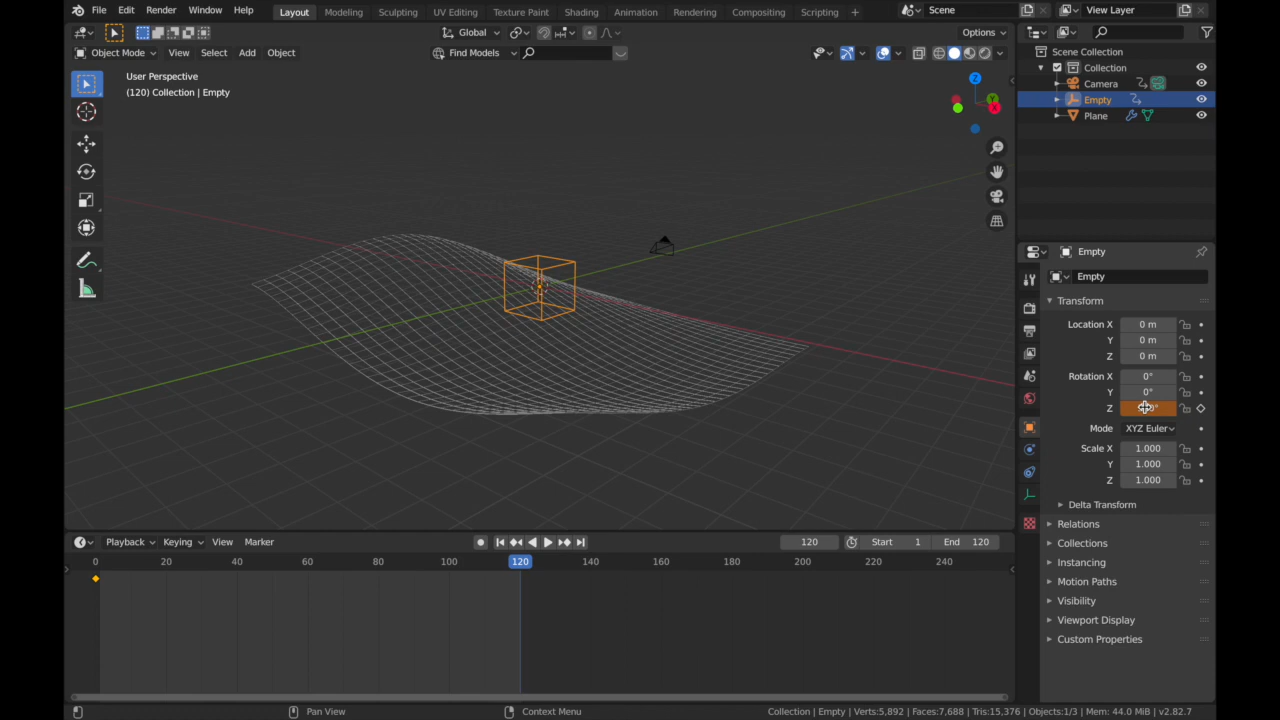 File Edit Render Window Help Layout Modeling Sculpting UV Editing Texture Paint Shading Animation Rendering Compositing Scripting + Scene View Layer
Global Options
Object Mode View Select Add Object Find Models
User Perspective
(120) Collection | Empty
Z
Y
X
Scene Collection
Collection
Camera
Empty
Plane
Empty
Empty
Transform
Location X 0 m
Y 0 m
Z 0 m
Rotation X 0°
Y 0°
Z
Mode XYZ Euler
Scale X 1.000
Y 1.000
Z 1.000
Delta Transform
Relations
Collections
Instancing
Motion Paths
Visibility
Viewport Display
Custom Properties
Playback Keying View Marker 120 Start 1 End 120
0 20 40 60 80 100 120 140 160 180 200 220 240
Pan View Context Menu Collection | Empty | Verts:5,892 | Faces:7,688 | Tris:15,376 | Objects:1/3 | Mem: 44.0 MiB | v2.82.7